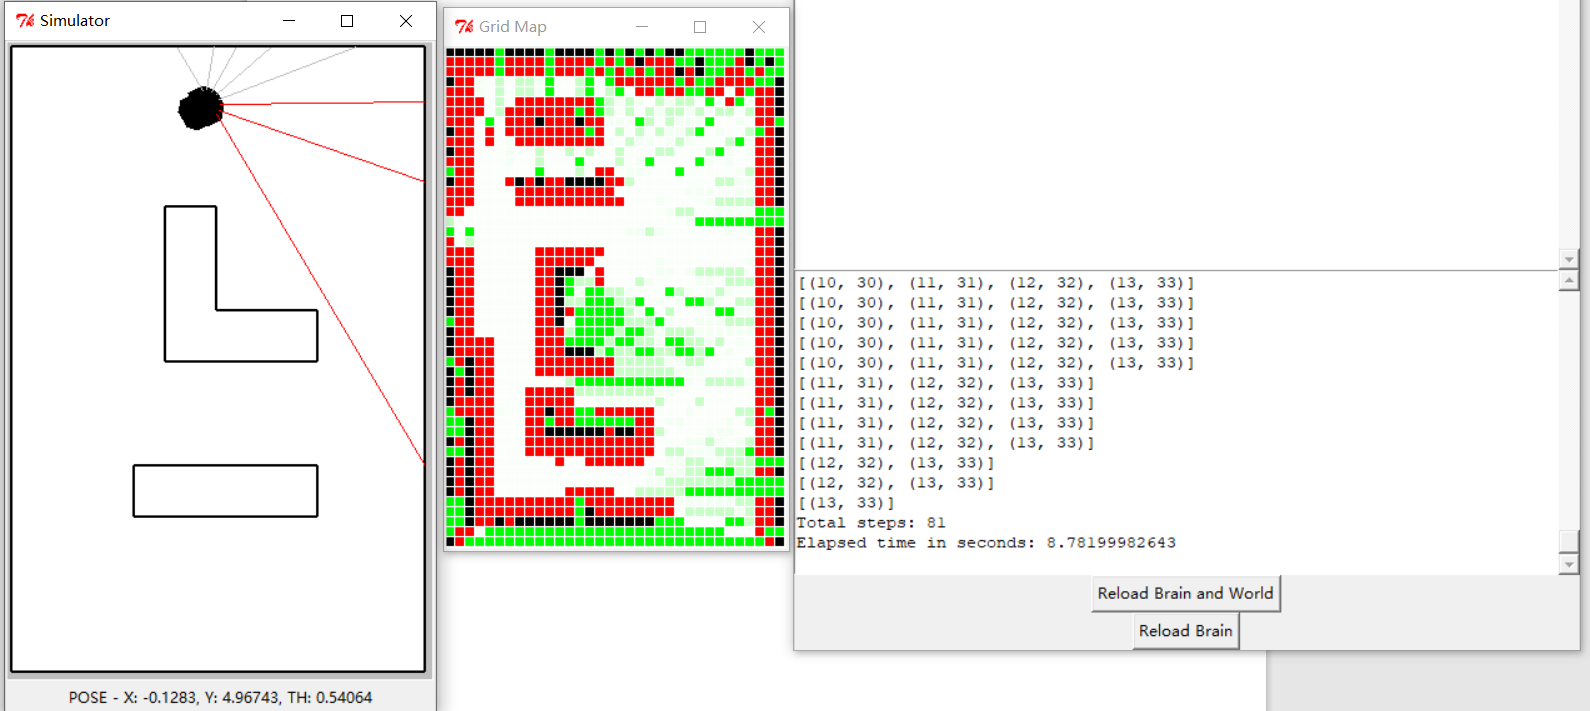 Simulator
POSE - X: -0.1283, Y: 4.96743, TH: 0.54064
Grid Map
[(10, 30), (11, 31), (12, 32), (13, 33)]
[(10, 30), (11, 31), (12, 32), (13, 33)]
[(10, 30), (11, 31), (12, 32), (13, 33)]
[(10, 30), (11, 31), (12, 32), (13, 33)]
[(10, 30), (11, 31), (12, 32), (13, 33)]
[(11, 31), (12, 32), (13, 33)]
[(11, 31), (12, 32), (13, 33)]
[(11, 31), (12, 32), (13, 33)]
[(11, 31), (12, 32), (13, 33)]
[(12, 32), (13, 33)]
[(12, 32), (13, 33)]
[(13, 33)]
Total steps: 81
Elapsed time in seconds: 8.78199982643
Reload Brain and World
Reload Brain